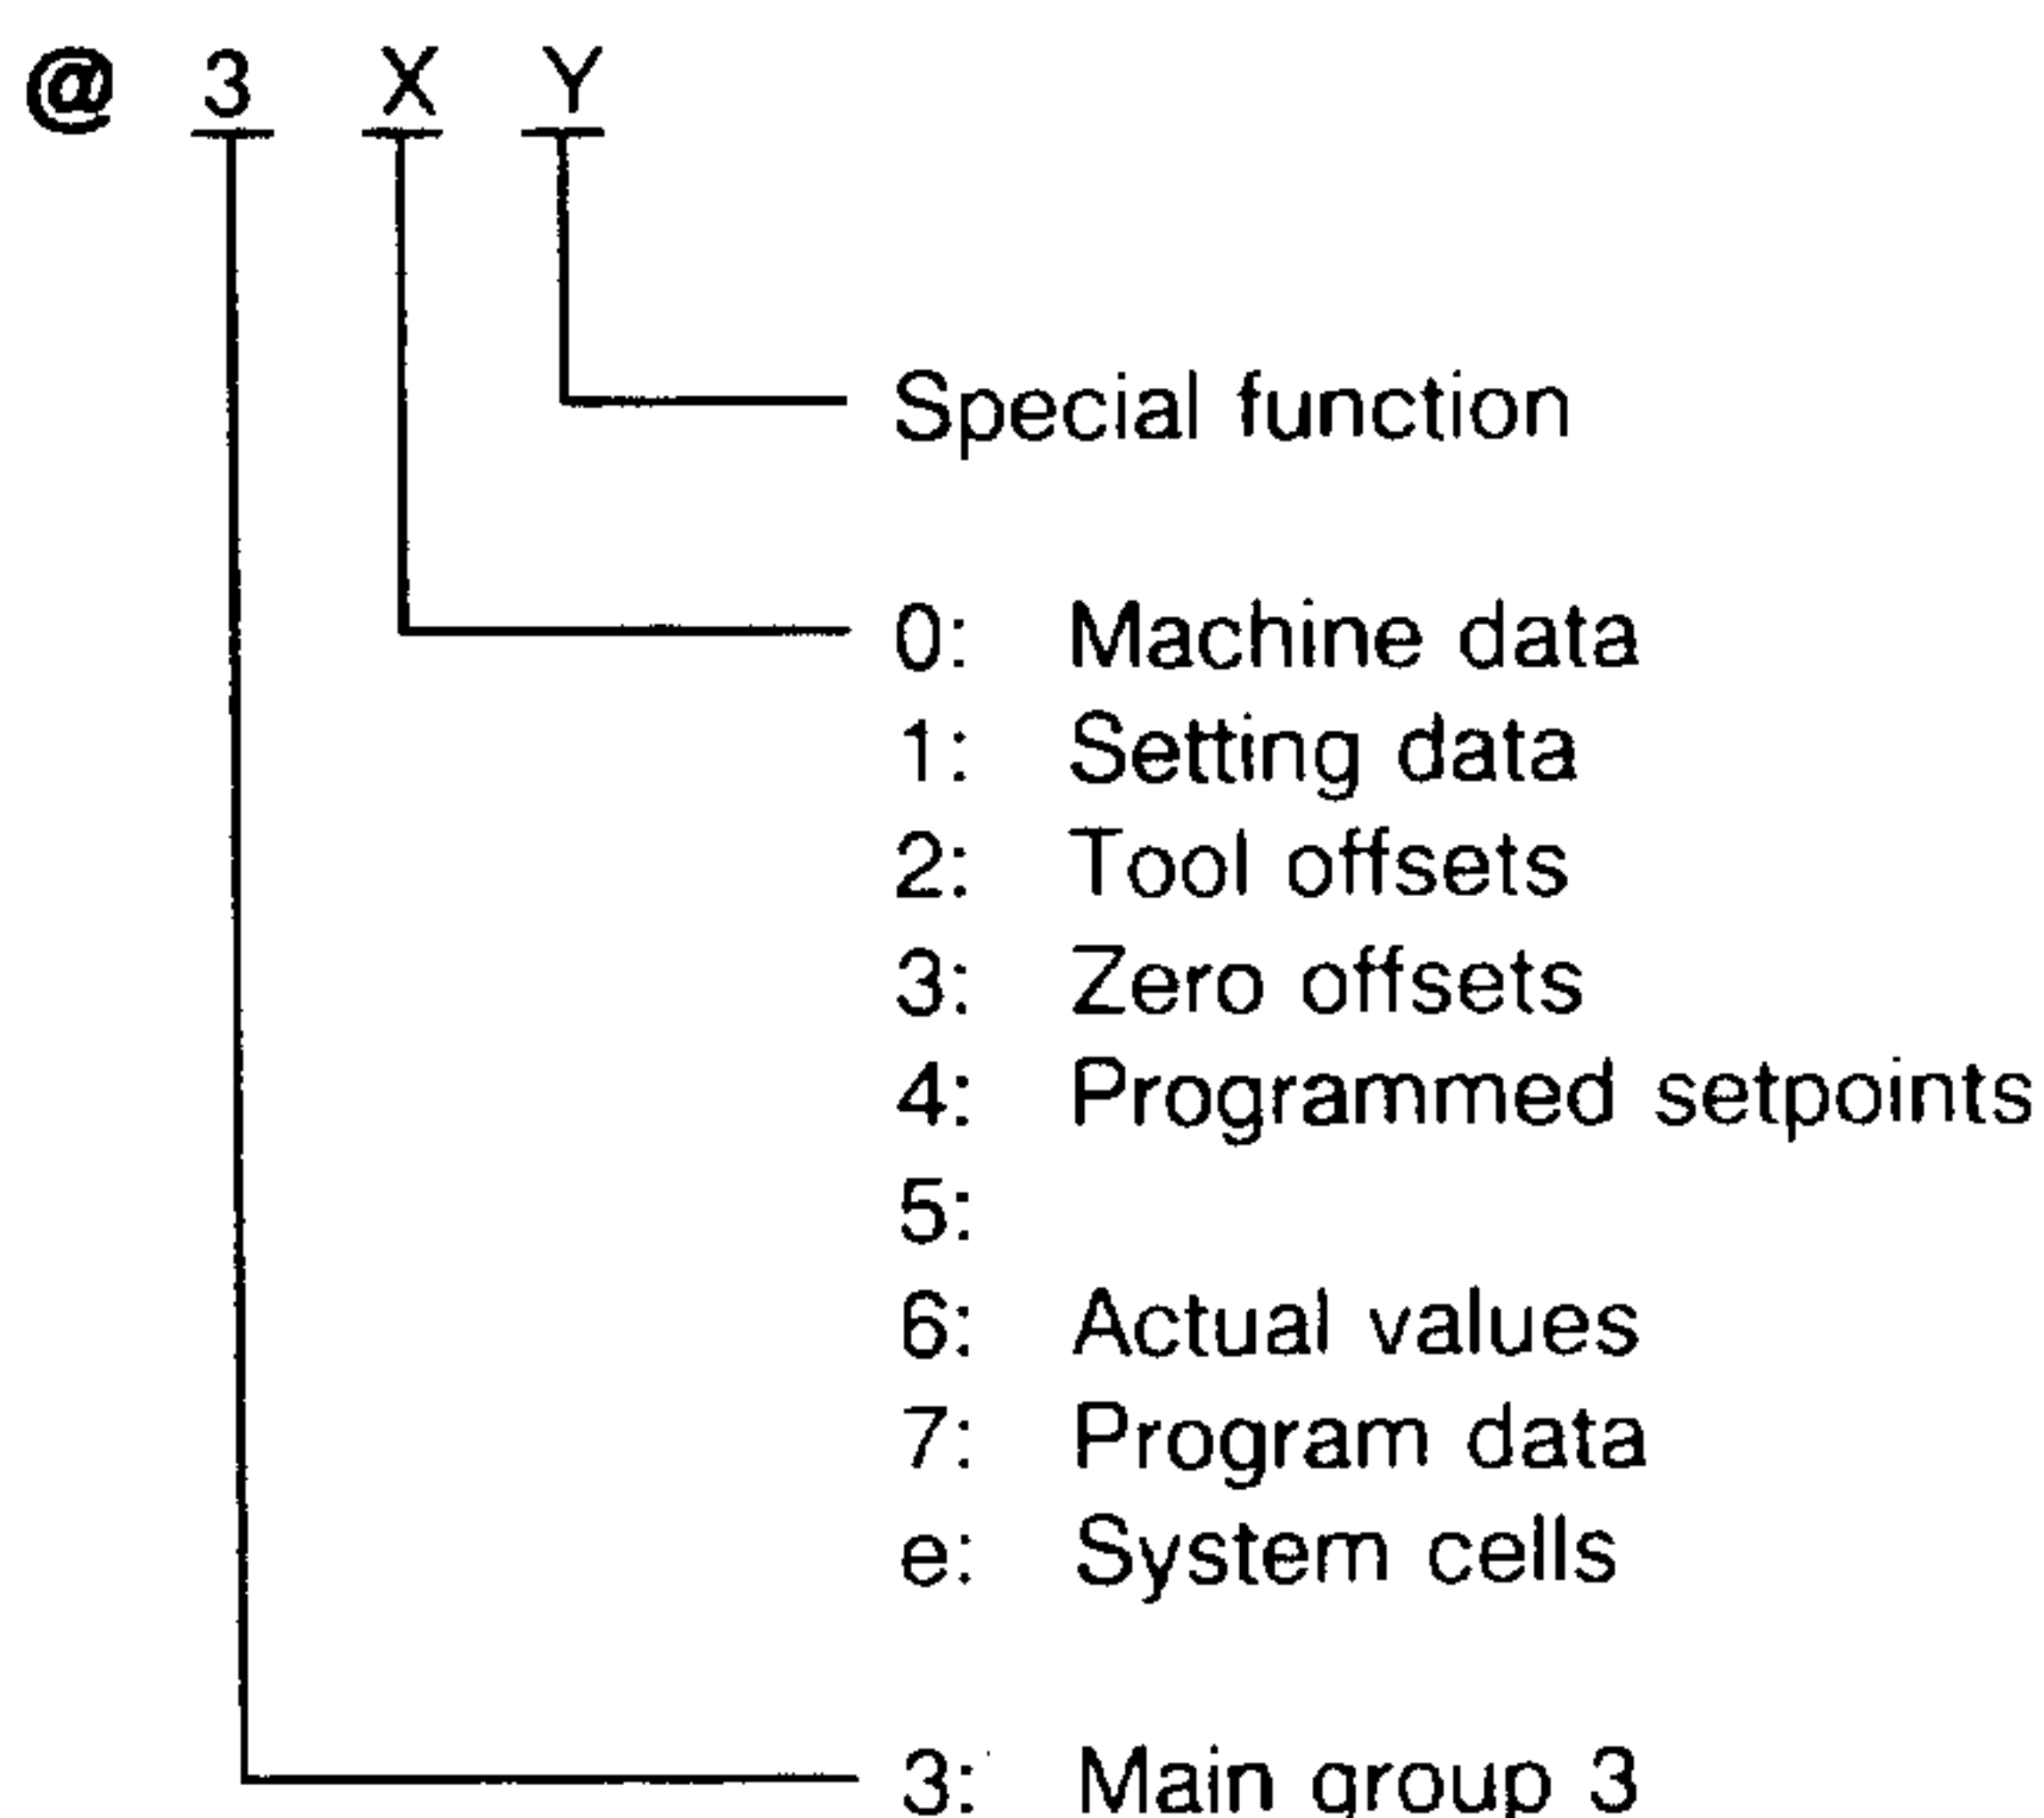 @ 3 X Y
Special function
0: Machine data
1: Setting data
2: Tool offsets
3: Zero offsets
4: Programmed setpoints
5:
6: Actual values
7: Program data
e: System cells
3: Main group 3